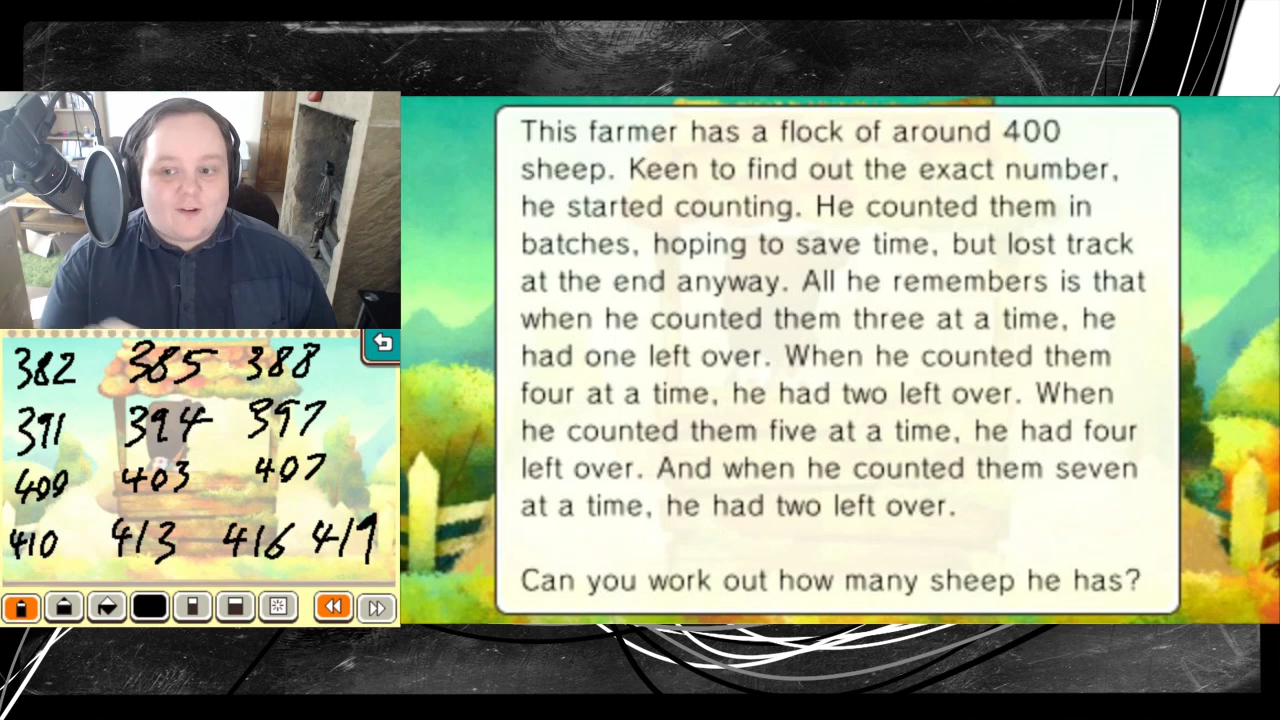 This farmer has a flock of around 400
sheep. Keen to find out the exact number,
he started counting. He counted them in
batches, hoping to save time, but lost track
at the end anyway. All he remembers is that
when he counted them three at a time, he
had one left over. When he counted them
four at a time, he had two left over. When
he counted them five at a time, he had four
left over. And when he counted them seven
at a time, he had two left over.
Can you work out how many sheep he has?
382 385 388
391 394 397
400 403 407
410 413 416 419